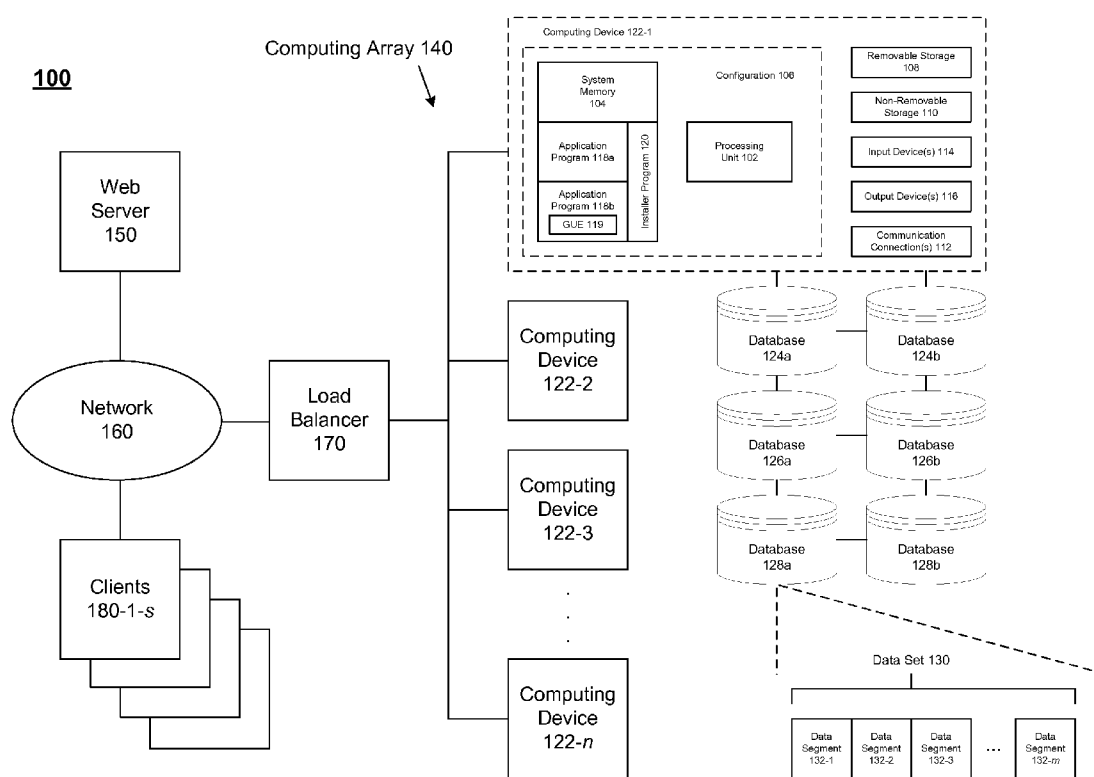 100
Computing Array 140
Web
Server
150
Network
160
Clients
180-1-s
Load
Balancer
170
Computing Device 122-1
System
Memory
104
Configuration 106
Application
Program 118a
Application
Program 118b
GUE 119
Installer Program 120
Processing
Unit 102
Removable Storage
108
Non-Removable
Storage 110
Input Device(s) 114
Output Device(s) 116
Communication
Connection(s) 112
Computing
Device
122-2
Computing
Device
122-3
.
.
.
Computing
Device
122-n
Database
124a
Database
124b
Database
126a
Database
126b
Database
128a
Database
128b
Data Set 130
Data
Segment
132-1
Data
Segment
132-2
Data
Segment
132-3
...
Data
Segment
132-m